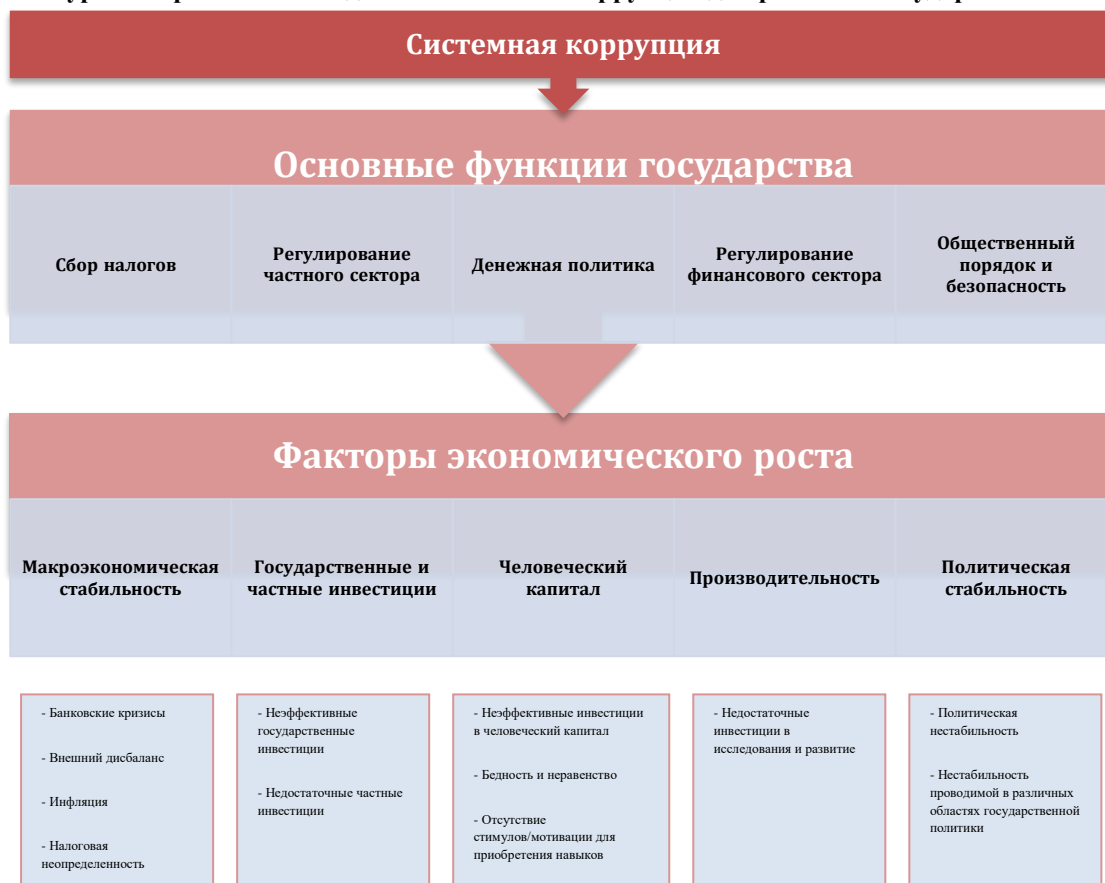 Системная коррупция
Основные функции государства
Сбор налогов
Регулирование
частного сектора
Денежная политика
Регулирование
финансового сектора
Общественный
порядок и
безопасность
Факторы экономического роста
Макроэкономическая
стабильность
Государственные и
частные инвестиции
Человеческий
капитал
Производительность
Политическая
стабильность
- Банковские кризисы
- Внешний дисбаланс
- Инфляция
- Налоговая
неопределенность
- Неэффективные
государственные
инвестиции
- Недостаточные частные
инвестиции
- Неэффективные инвестиции
в человеческий капитал
- Бедность и неравенство
- Отсутствие
стимулов/мотивации для
приобретения навыков
- Недостаточные
инвестиции в
исследования и развитие
- Политическая
нестабильность
- Нестабильность
проводимой в различных
областях государственной
политики